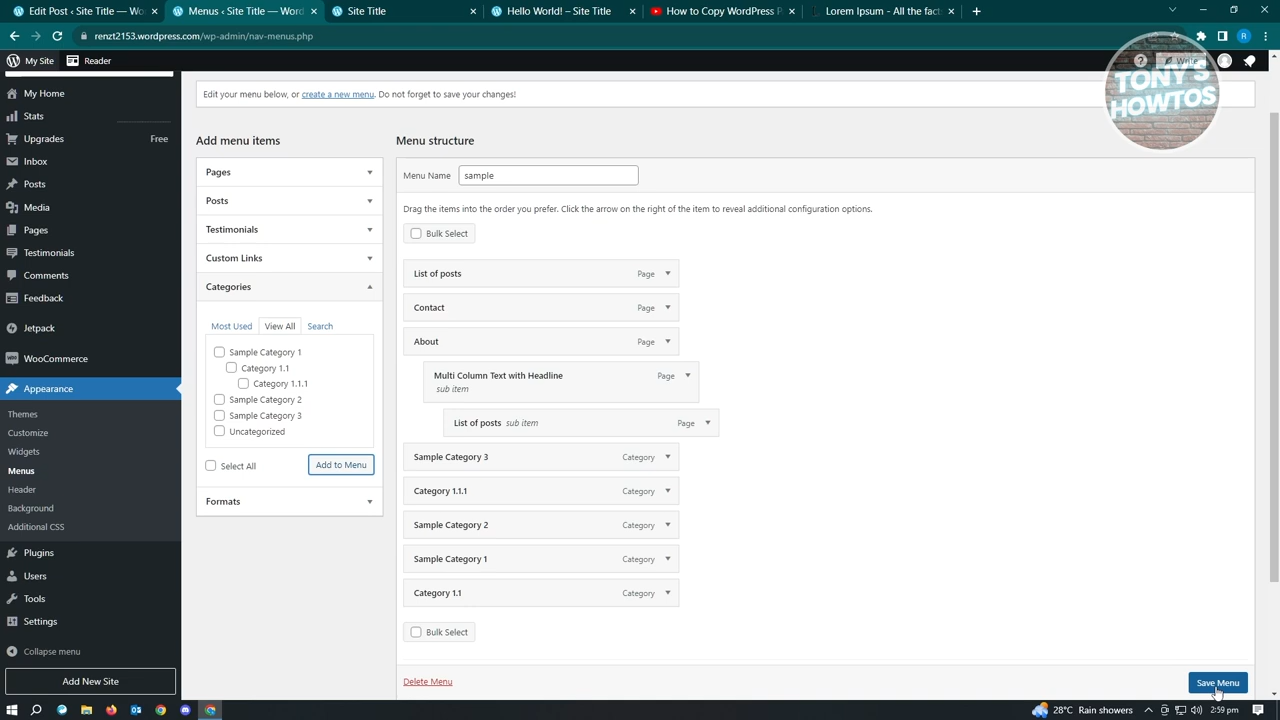 Edit Post ‹ Site Title — Word
Menus ‹ Site Title — WordP
Site Title
Hello World! – Site Title
How to Copy WordPress P
Lorem Ipsum - All the fact
renzt2153.wordpress.com/wp-admin/nav-menus.php
R
My Site
Reader
Write
TONY'S
HOWTOS
My Home
Stats
Upgrades
Free
Inbox
Posts
Media
Pages
Testimonials
Comments
Feedback
Jetpack
WooCommerce
Appearance
Themes
Customize
Widgets
Menus
Header
Background
Additional CSS
Plugins
Users
Tools
Settings
Collapse menu
Add New Site
Edit your menu below, or create a new menu. Do not forget to save your changes!
Add menu items
Pages
Posts
Testimonials
Custom Links
Categories
Most Used
View All
Search
Sample Category 1
Category 1.1
Category 1.1.1
Sample Category 2
Sample Category 3
Uncategorized
Select All
Add to Menu
Formats
Menu structure
Menu Name
sample
Drag the items into the order you prefer. Click the arrow on the right of the item to reveal additional configuration options.
Bulk Select
List of posts
Page
Contact
Page
About
Page
Multi Column Text with Headline
sub item
Page
List of posts sub item
Page
Sample Category 3
Category
Category 1.1.1
Category
Sample Category 2
Category
Sample Category 1
Category
Category 1.1
Category
Bulk Select
Delete Menu
Save Menu
28°C Rain showers
2:59 pm